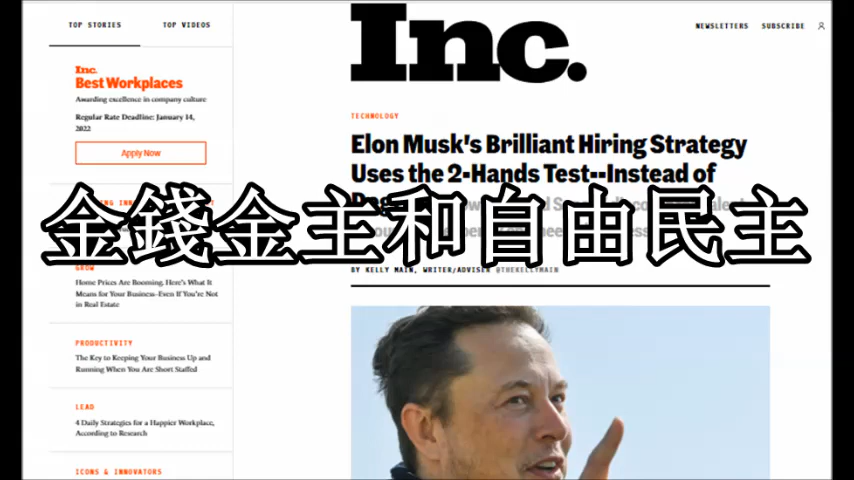 TOP STORIES
TOP VIDEOS
Inc.
Best Workplaces
Awarding excellence in company culture
Regular Rate Deadline: January 14,
2022
Apply Now
GROW
Home Prices Are Booming. Here's What It
Means for Your Business–Even If You're Not
in Real Estate
PRODUCTIVITY
The Key to Keeping Your Business Up and
Running When You Are Short Staffed
LEAD
4 Daily Strategies for a Happier Workplace,
According to Research
ICONS & INNOVATORS
Inc.
NEWSLETTERS SUBSCRIBE
TECHNOLOGY
Elon Musk's Brilliant Hiring Strategy
Uses the 2-Hands Test--Instead of
金錢金主和自由民主
BY KELLY MAIN, WRITER/ADVISER @THEKELLYMAIN